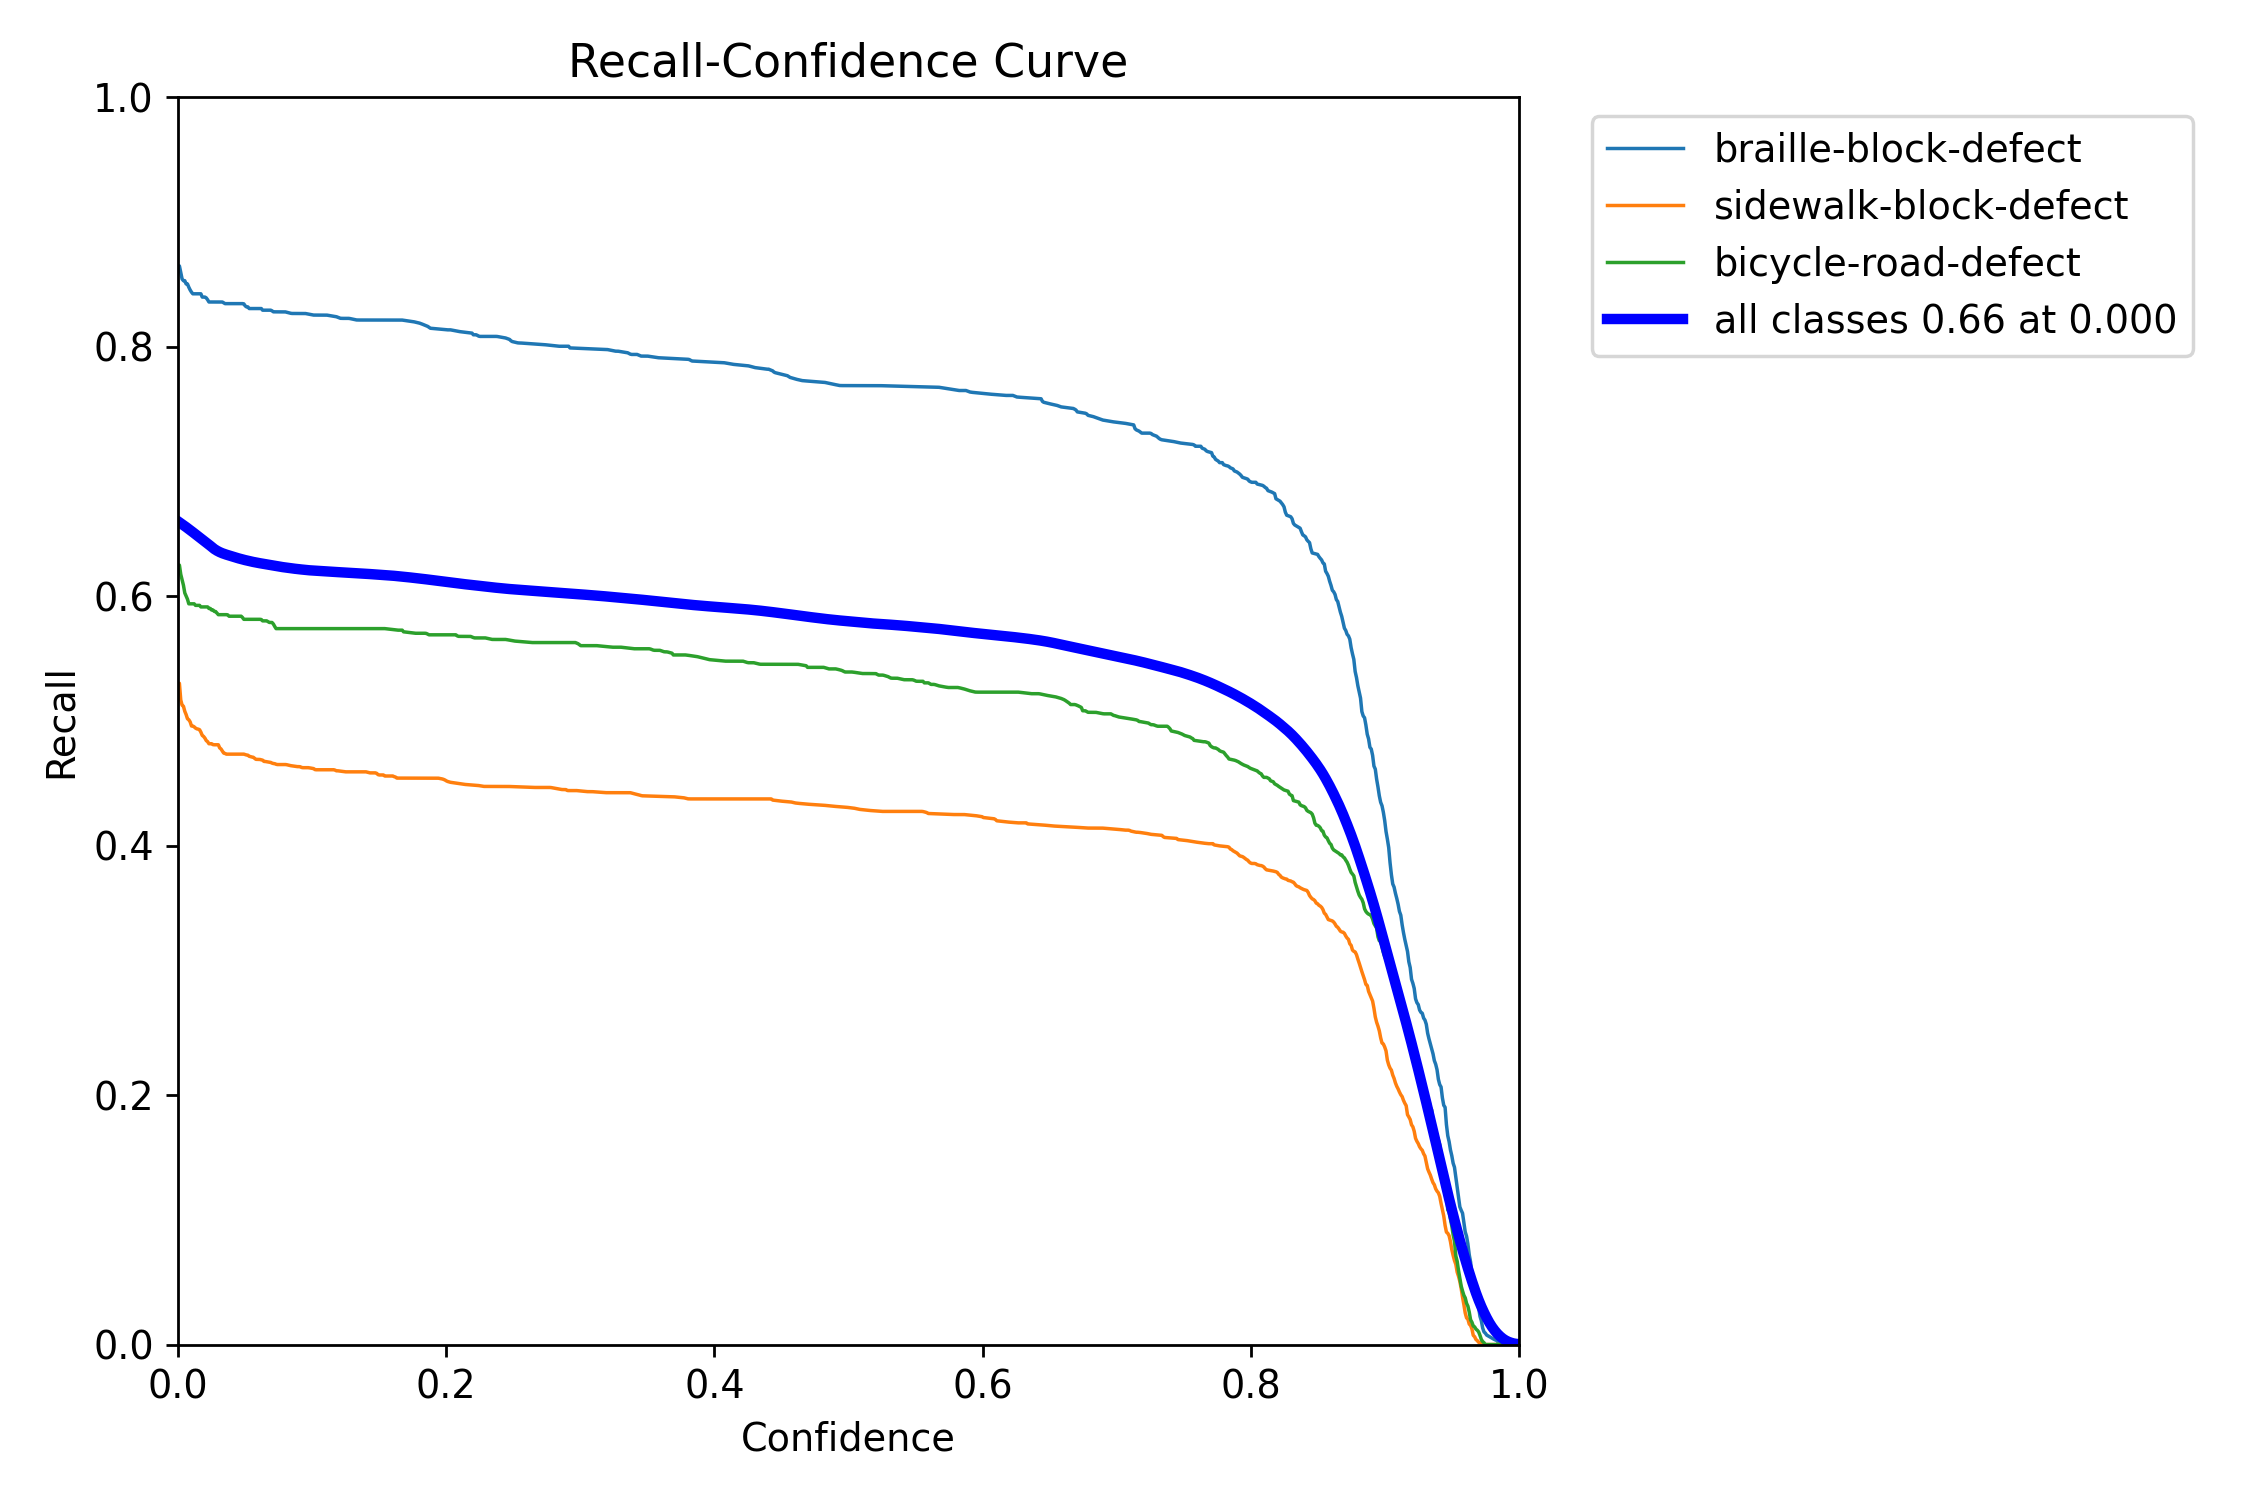 Recall-Confidence Curve
1.0
0.8
0.6
0.4
0.2
0.0
Recall
0.0 0.2 0.4 0.6 0.8 1.0
Confidence
braille-block-defect
sidewalk-block-defect
bicycle-road-defect
all classes 0.66 at 0.000